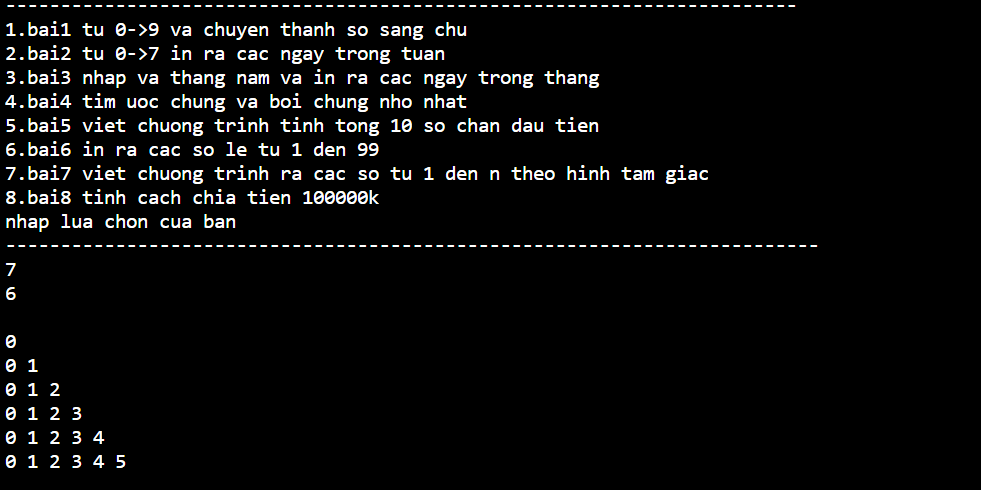 ------------------------------------------------------------------------
1.bai1 tu 0->9 va chuyen thanh so sang chu
2.bai2 tu 0->7 in ra cac ngay trong tuan
3.bai3 nhap va thang nam va in ra cac ngay trong thang
4.bai4 tim uoc chung va boi chung nho nhat
5.bai5 viet chuong trinh tinh tong 10 so chan dau tien
6.bai6 in ra cac so le tu 1 den 99
7.bai7 viet chuong trinh ra cac so tu 1 den n theo hinh tam giac
8.bai8 tinh cach chia tien 100000k
nhap lua chon cua ban
--------------------------------------------------------------------------
7
6

0
0 1
0 1 2
0 1 2 3
0 1 2 3 4
0 1 2 3 4 5